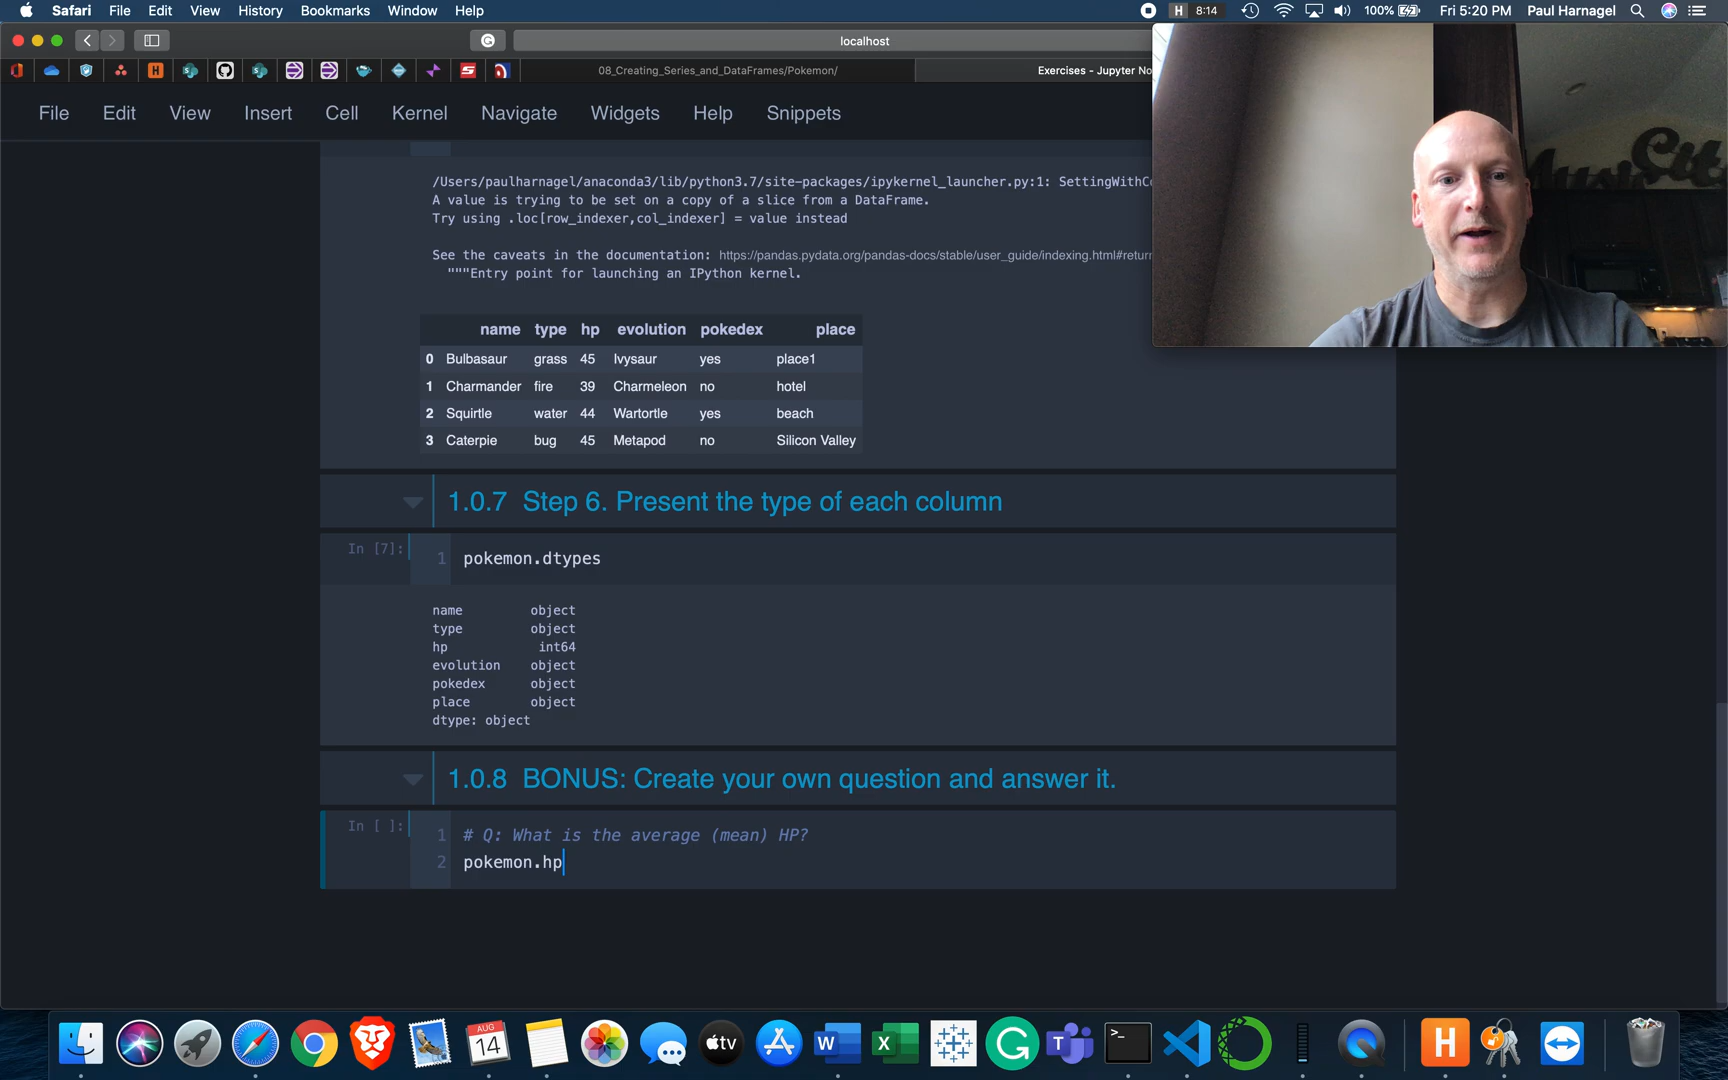 Safari File Edit View History Bookmarks Window Help
H 8:14 100% Fri 5:20 PM Paul Harnagel
localhost
08_Creating_Series_and_DataFrames/Pokemon/
Exercises - Jupyter No
File Edit View Insert Cell Kernel Navigate Widgets Help Snippets
/Users/paulharnagel/anaconda3/lib/python3.7/site-packages/ipykernel_launcher.py:1: SettingWithC
A value is trying to be set on a copy of a slice from a DataFrame.
Try using .loc[row_indexer,col_indexer] = value instead
See the caveats in the documentation: https://pandas.pydata.org/pandas-docs/stable/user_guide/indexing.html#retur
"""Entry point for launching an IPython kernel.
name type hp evolution pokedex place
0 Bulbasaur grass 45 Ivysaur yes place1
1 Charmander fire 39 Charmeleon no hotel
2 Squirtle water 44 Wartortle yes beach
3 Caterpie bug 45 Metapod no Silicon Valley
1.0.7 Step 6. Present the type of each column
In [7]:
1 pokemon.dtypes
name object
type object
hp int64
evolution object
pokedex object
place object
dtype: object
1.0.8 BONUS: Create your own question and answer it.
In [ ]:
1 # Q: What is the average (mean) HP?
2 pokemon.hp
AUG
14
tv
W
X
G
T
>_
H